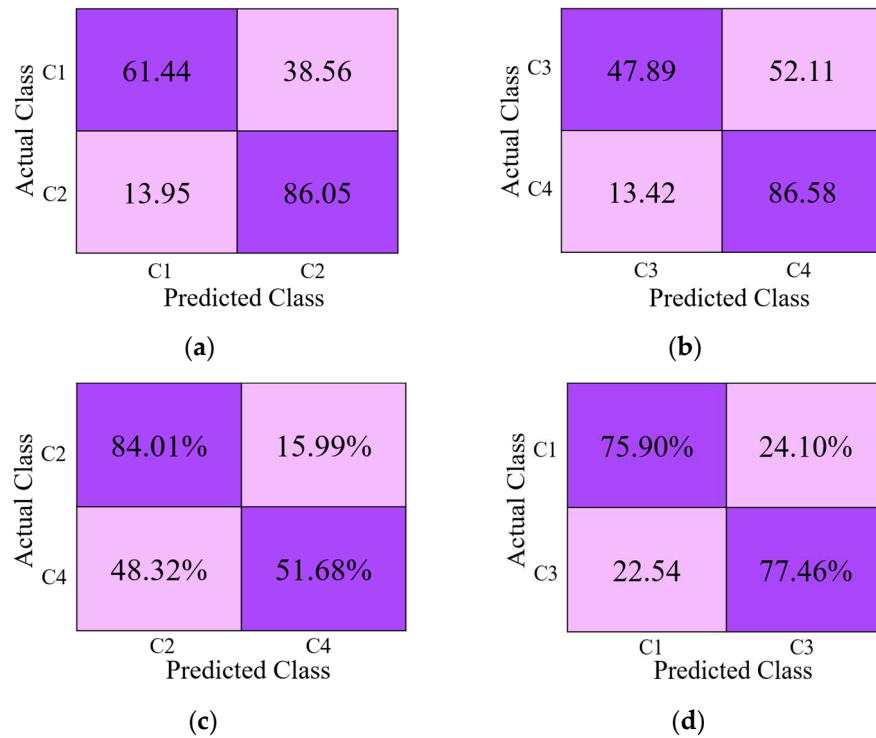 Actual Class
C1
61.44
38.56
C2
13.95
86.05
C1
C2
Predicted Class
(a)
Actual Class
C3
47.89
52.11
C4
13.42
86.58
C3
C4
Predicted Class
(b)
Actual Class
C2
84.01%
15.99%
C4
48.32%
51.68%
C2
C4
Predicted Class
(c)
Actual Class
C1
75.90%
24.10%
C3
22.54
77.46%
C1
C3
Predicted Class
(d)